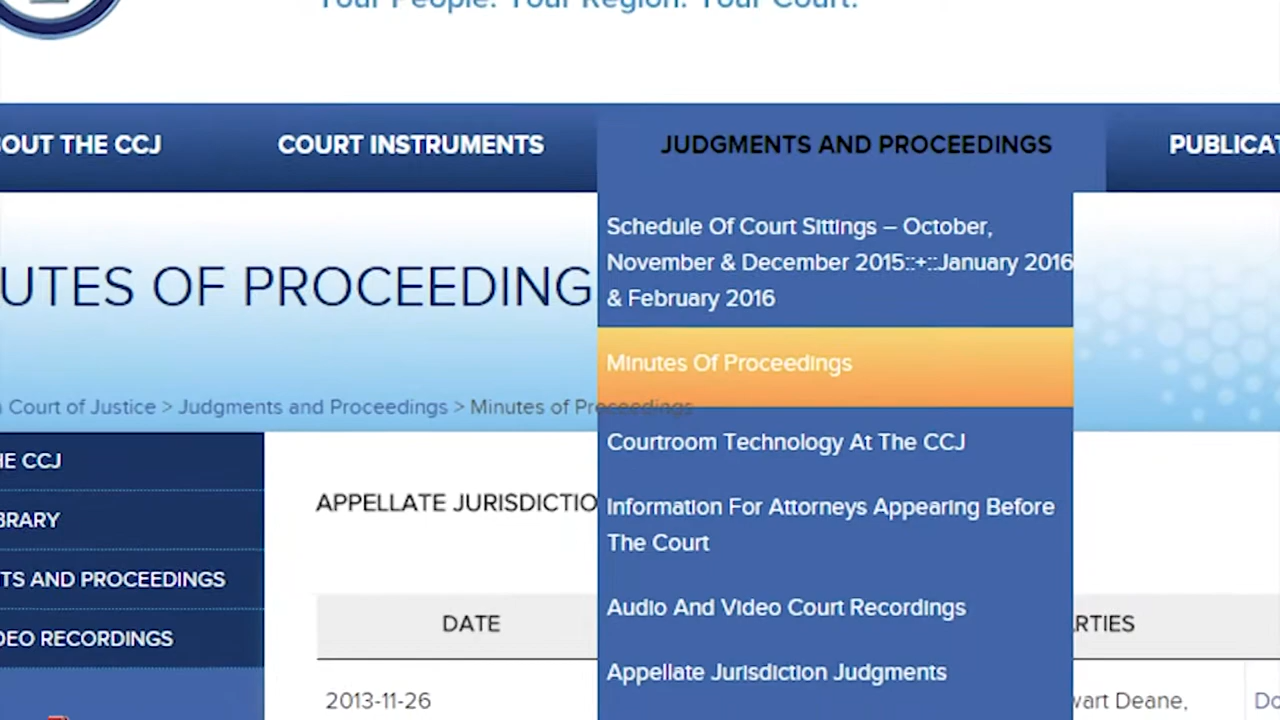 Your People. Your Region. Your Court.
OUT THE CCJ
COURT INSTRUMENTS
JUDGMENTS AND PROCEEDINGS
PUBLICAT
Schedule Of Court Sittings – October,
November & December 2015::+::January 2016
& February 2016
UTES OF PROCEEDING
Minutes Of Proceedings
Court of Justice > Judgments and Proceedings > Minutes of Proceedings
Courtroom Technology At The CCJ
HE CCJ
APPELLATE JURISDICTIO
Information For Attorneys Appearing Before
The Court
BRARY
TS AND PROCEEDINGS
Audio And Video Court Recordings
DATE
RTIES
DEO RECORDINGS
Appellate Jurisdiction Judgments
2013-11-26
wart Deane,
Do